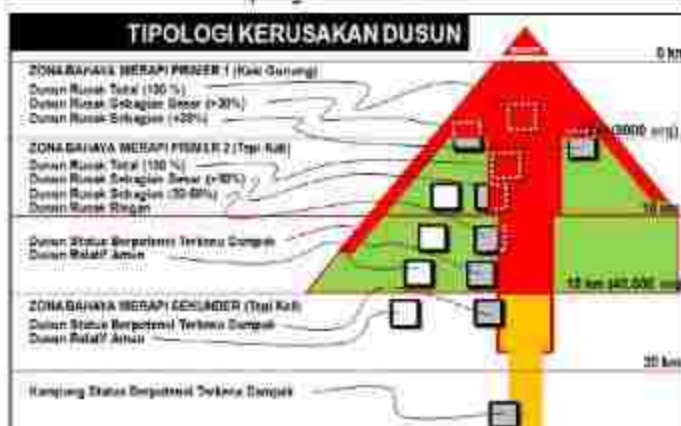 TIPOLOGI KERUSAKAN DUSUN
0 km
ZONA BAHAYA MERAPI PRIMER 1 (Kaki Gunung)
Dusun Rusak Total (100 %)
Dusun Rusak Sebagian Besar (>30%)
Dusun Rusak Sebagian (<30%)
ZONA BAHAYA MERAPI PRIMER 2 (Tepi Kali)
Dusun Rusak Total (100 %)
Dusun Rusak Sebagian Besar
Dusun Rusak Sebagian
Dusun Rusak Ringan
10 km
Dusun Status Berpotensi Terkena Dampak
Dusun Relatif Aman
ZONA BAHAYA MERAPI SEKUNDER (Tepi Kali)
Dusun Status Berpotensi Terkena Dampak
Dusun Relatif Aman
20 km
Kampung Status Berpotensi Terkena Dampak